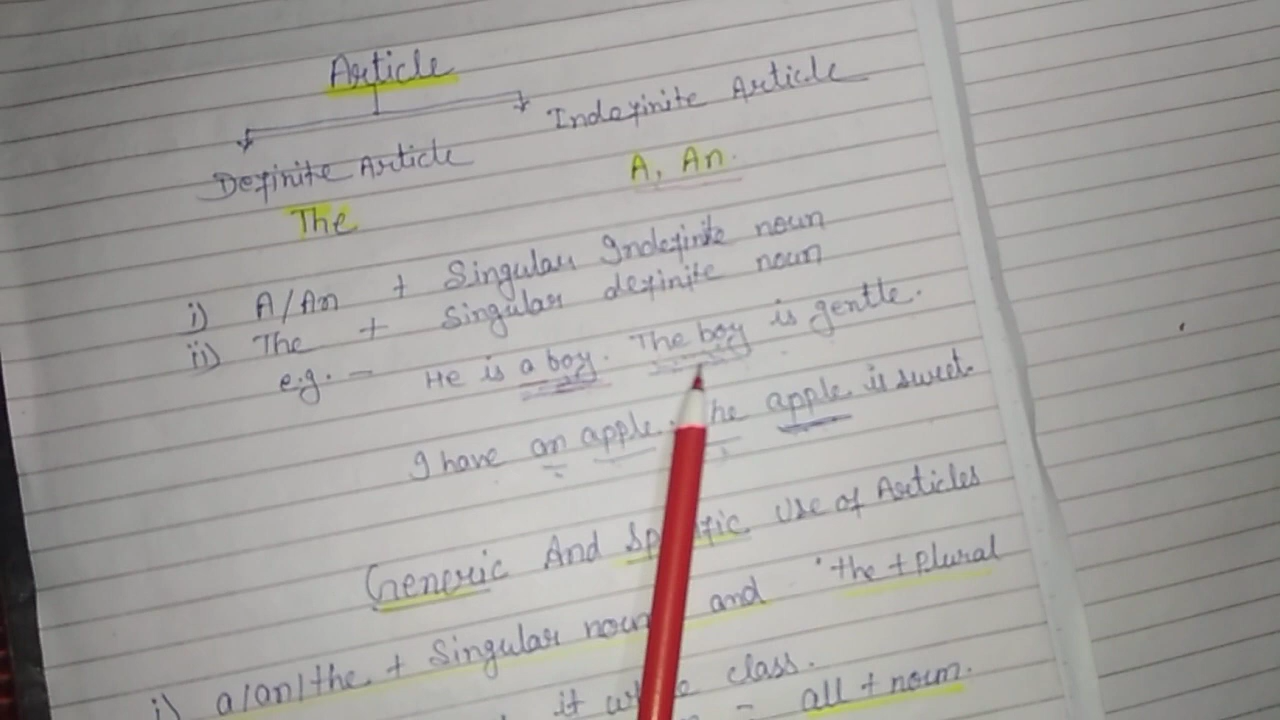 Article
Indefinite Article
Definite Article
A, An.
The
i) A/An + Singular Indefinite noun
ii) The + Singular definite noun
e.g. - He is a boy. The boy is gentle.
I have an apple. The apple is sweet.
Generic And Specific Use of Articles
i) a/an/the + Singular noun and 'the + plural
it class.
= all + noun.